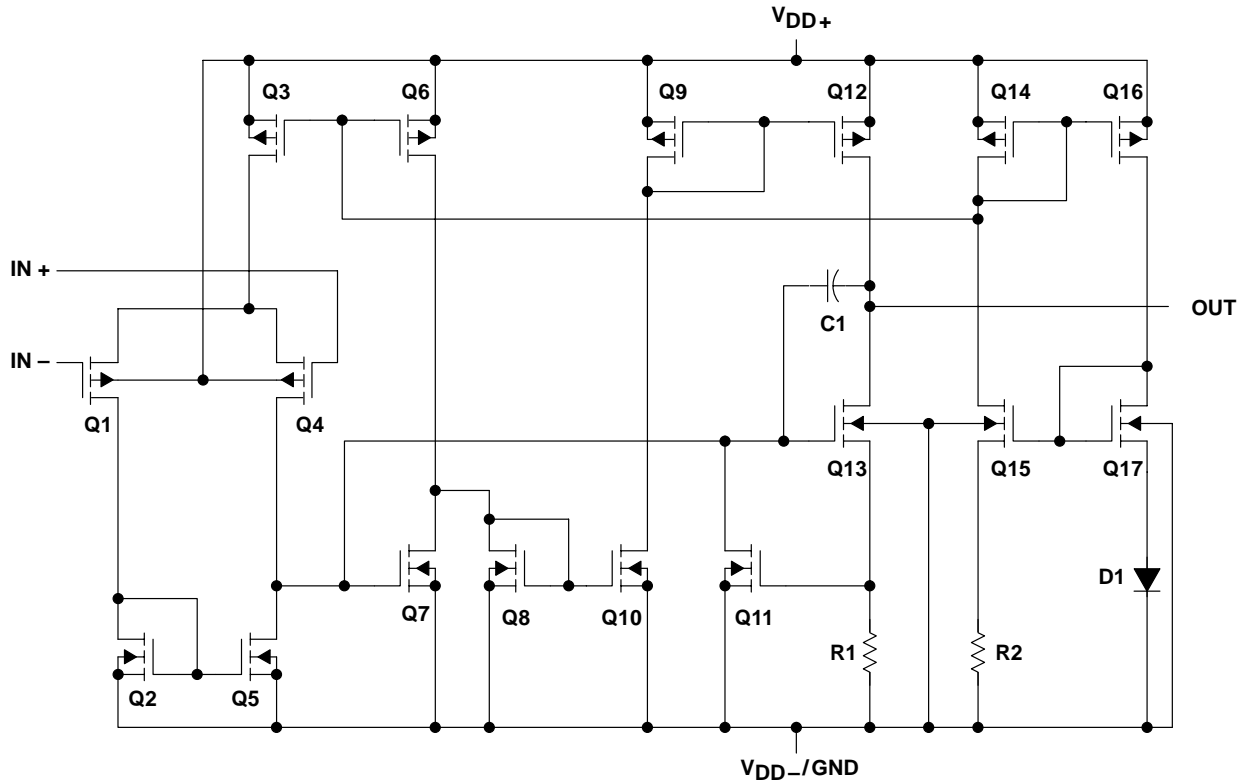 VDD+
Q3
Q6
Q9
Q12
Q14
Q16
IN +
OUT
C1
IN –
Q1
Q4
Q13
Q15
Q17
D1
Q7
Q8
Q10
Q11
R1
R2
Q2
Q5
VDD–/GND